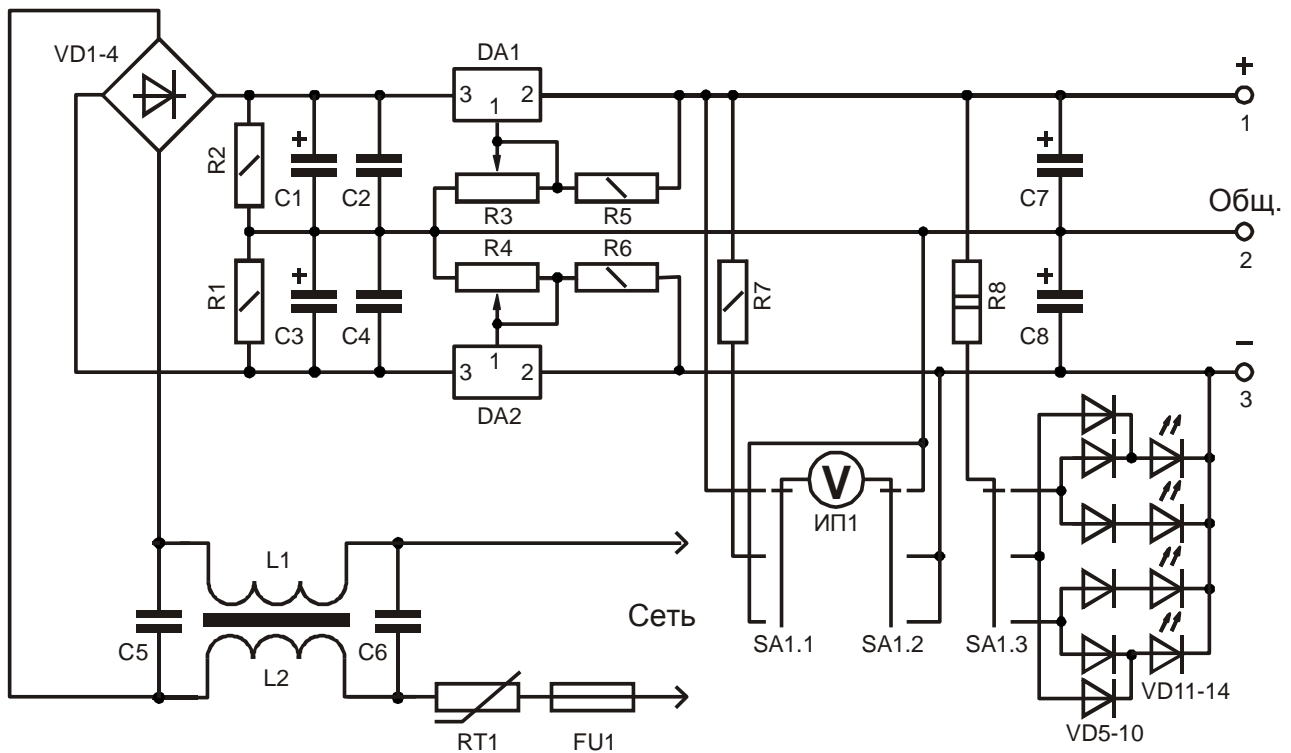 VD1-4
DA1
3
1
2
+
1
R2
+
C1
C2
R3
R5
+
C7
Общ.
2
R4
R6
R1
+
C3
C4
R7
R8
+
C8
3
1
2
DA2
–
3
V
ИП1
L1
C5
C6
L2
Сеть
SA1.1
SA1.2
SA1.3
VD11-14
VD5-10
RT1
FU1